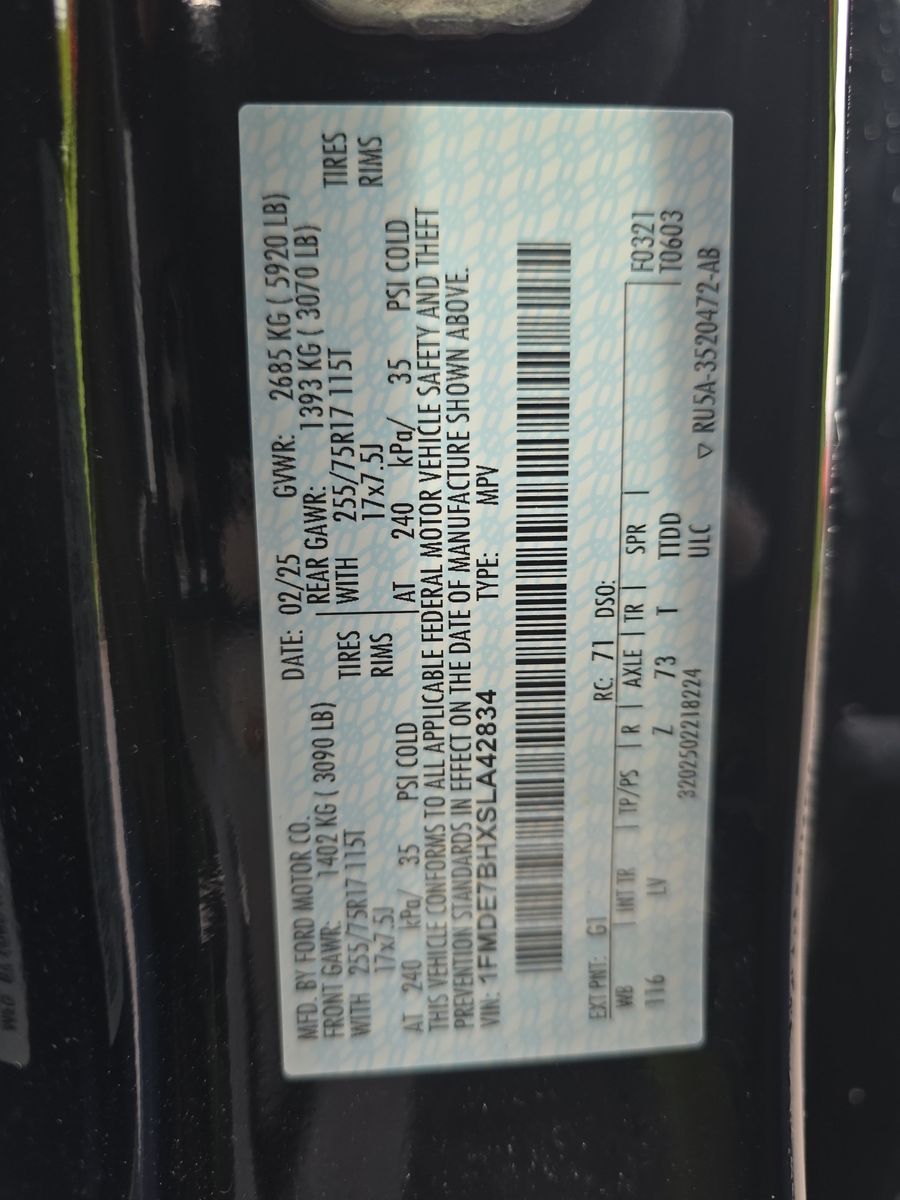 MFD. BY FORD MOTOR CO. DATE: 02/25 GVWR: 2685 KG ( 5920 LB)
FRONT GAWR: 1402 KG ( 3090 LB) REAR GAWR: 1393 KG ( 3070 LB)
WITH 255/75R17 115T TIRES WITH 255/75R17 115T TIRES
17x7.5J RIMS 17x7.5J RIMS
AT 240 kPa/ 35 PSI COLD AT 240 kPa/ 35 PSI COLD
THIS VEHICLE CONFORMS TO ALL APPLICABLE FEDERAL MOTOR VEHICLE SAFETY AND THEFT
PREVENTION STANDARDS IN EFFECT ON THE DATE OF MANUFACTURE SHOWN ABOVE.
VIN: 1FMDE7BHXSLA42834 TYPE: MPV
EXT PNT: G1 RC: 71 DSO:
WB | INT TR | TP/PS | R | AXLE | TR | SPR | F0321
116 LV Z 73 T TIDD T0603
3202502218224 ULC ▽ RU5A-3520472-AB